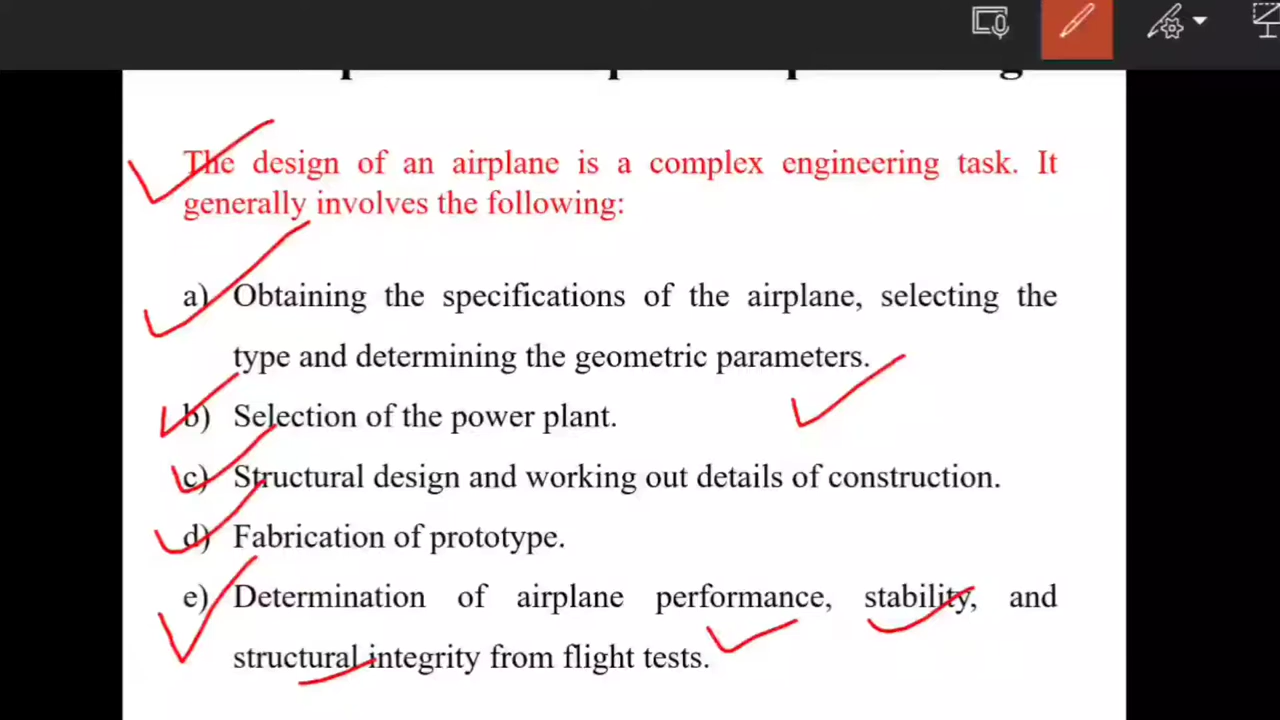 The design of an airplane is a complex engineering task. It
generally involves the following:
a) Obtaining the specifications of the airplane, selecting the
type and determining the geometric parameters.
b) Selection of the power plant.
c) Structural design and working out details of construction.
d) Fabrication of prototype.
e) Determination of airplane performance, stability, and
structural integrity from flight tests.